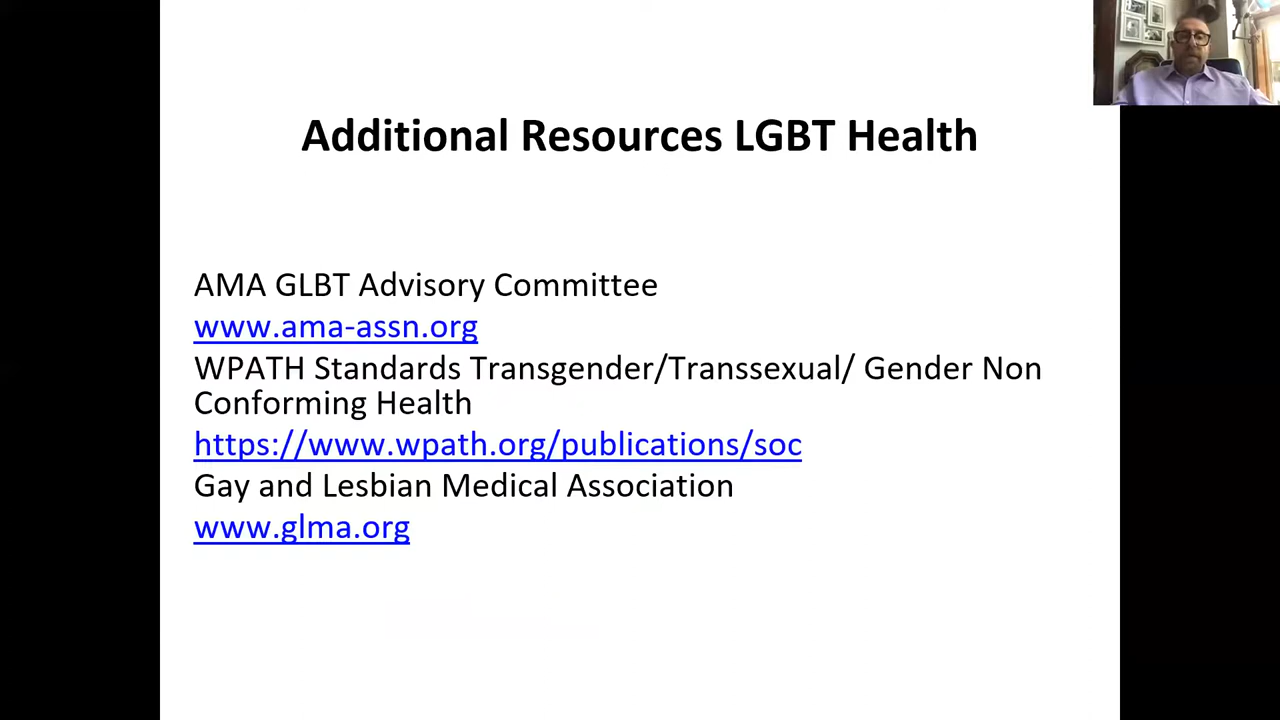 Additional Resources LGBT Health
AMA GLBT Advisory Committee
www.ama-assn.org
WPATH Standards Transgender/Transsexual/ Gender Non
Conforming Health
https://www.wpath.org/publications/soc
Gay and Lesbian Medical Association
www.glma.org